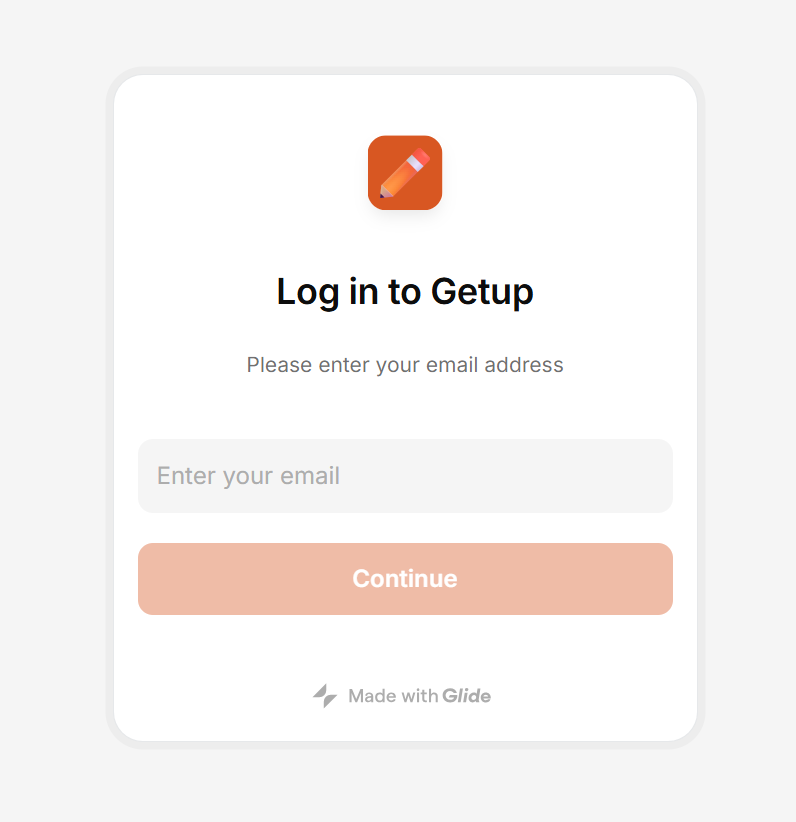 Log in to Getup
Please enter your email address
Enter your email
Continue
Made with Glide